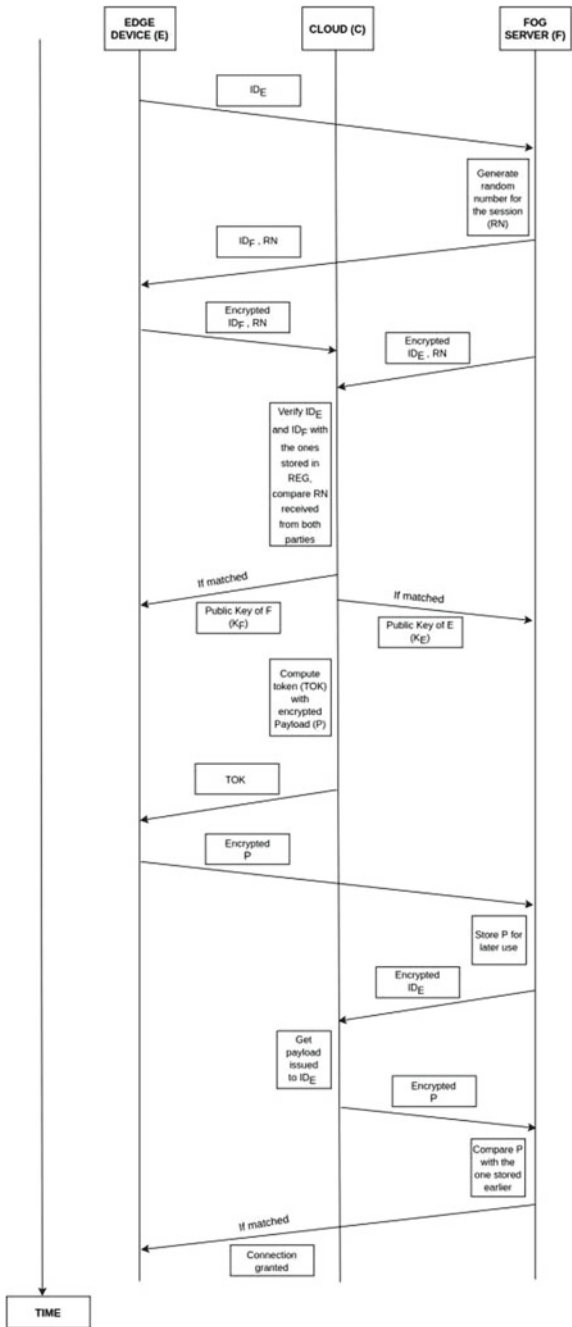 EDGE
DEVICE (E)
CLOUD (C)
FOG
SERVER (F)
IDE
Generate
random
number for
the session
(RN)
IDF , RN
Encrypted
IDF , RN
Encrypted
IDE , RN
Verify IDE
and IDF with
the ones
stored in
REG,
compare RN
received
from both
parties
If matched
Public Key of F
(KF)
If matched
Public Key of E
(KE)
Compute
token (TOK)
with
encrypted
Payload (P)
TOK
Encrypted
P
Store P for
later use
Encrypted
IDE
Get
payload
issued
to IDE
Encrypted
P
Compare P
with the
one stored
earlier
If matched
Connection
granted
TIME